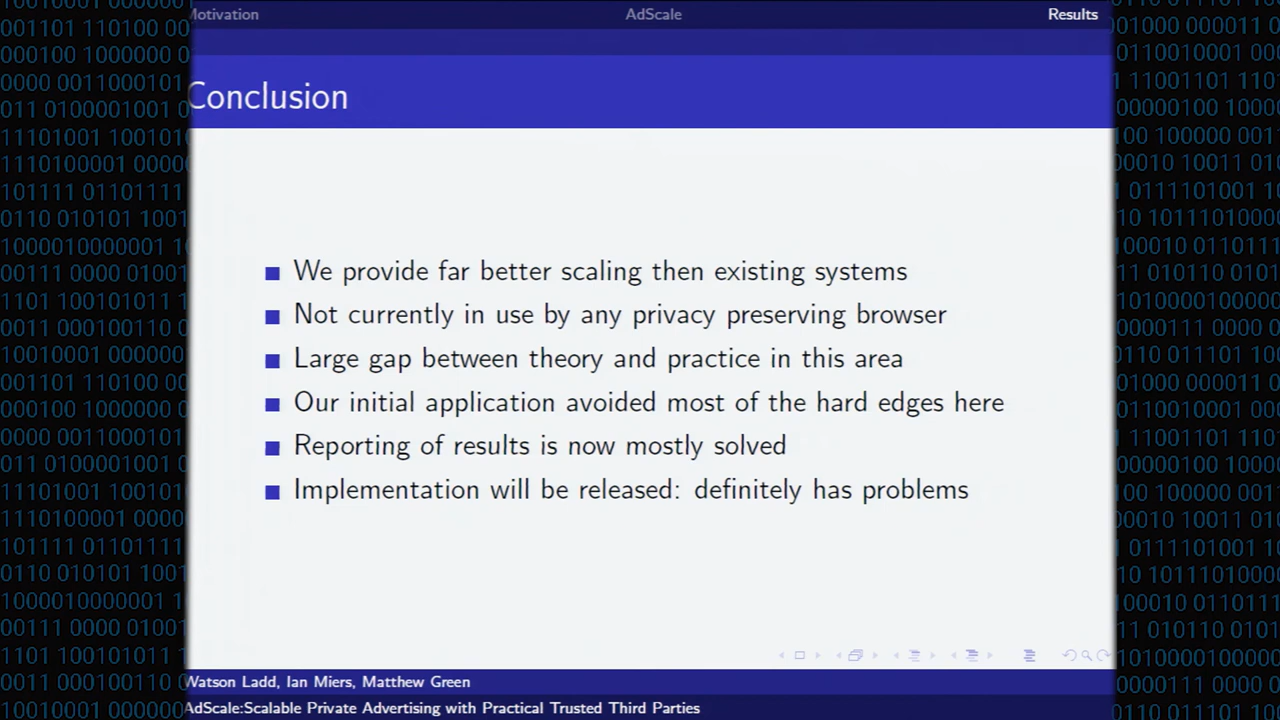 Motivation AdScale Results
Conclusion
We provide far better scaling then existing systems
Not currently in use by any privacy preserving browser
Large gap between theory and practice in this area
Our initial application avoided most of the hard edges here
Reporting of results is now mostly solved
Implementation will be released: definitely has problems
Watson Ladd, Ian Miers, Matthew Green
AdScale:Scalable Private Advertising with Practical Trusted Third Parties